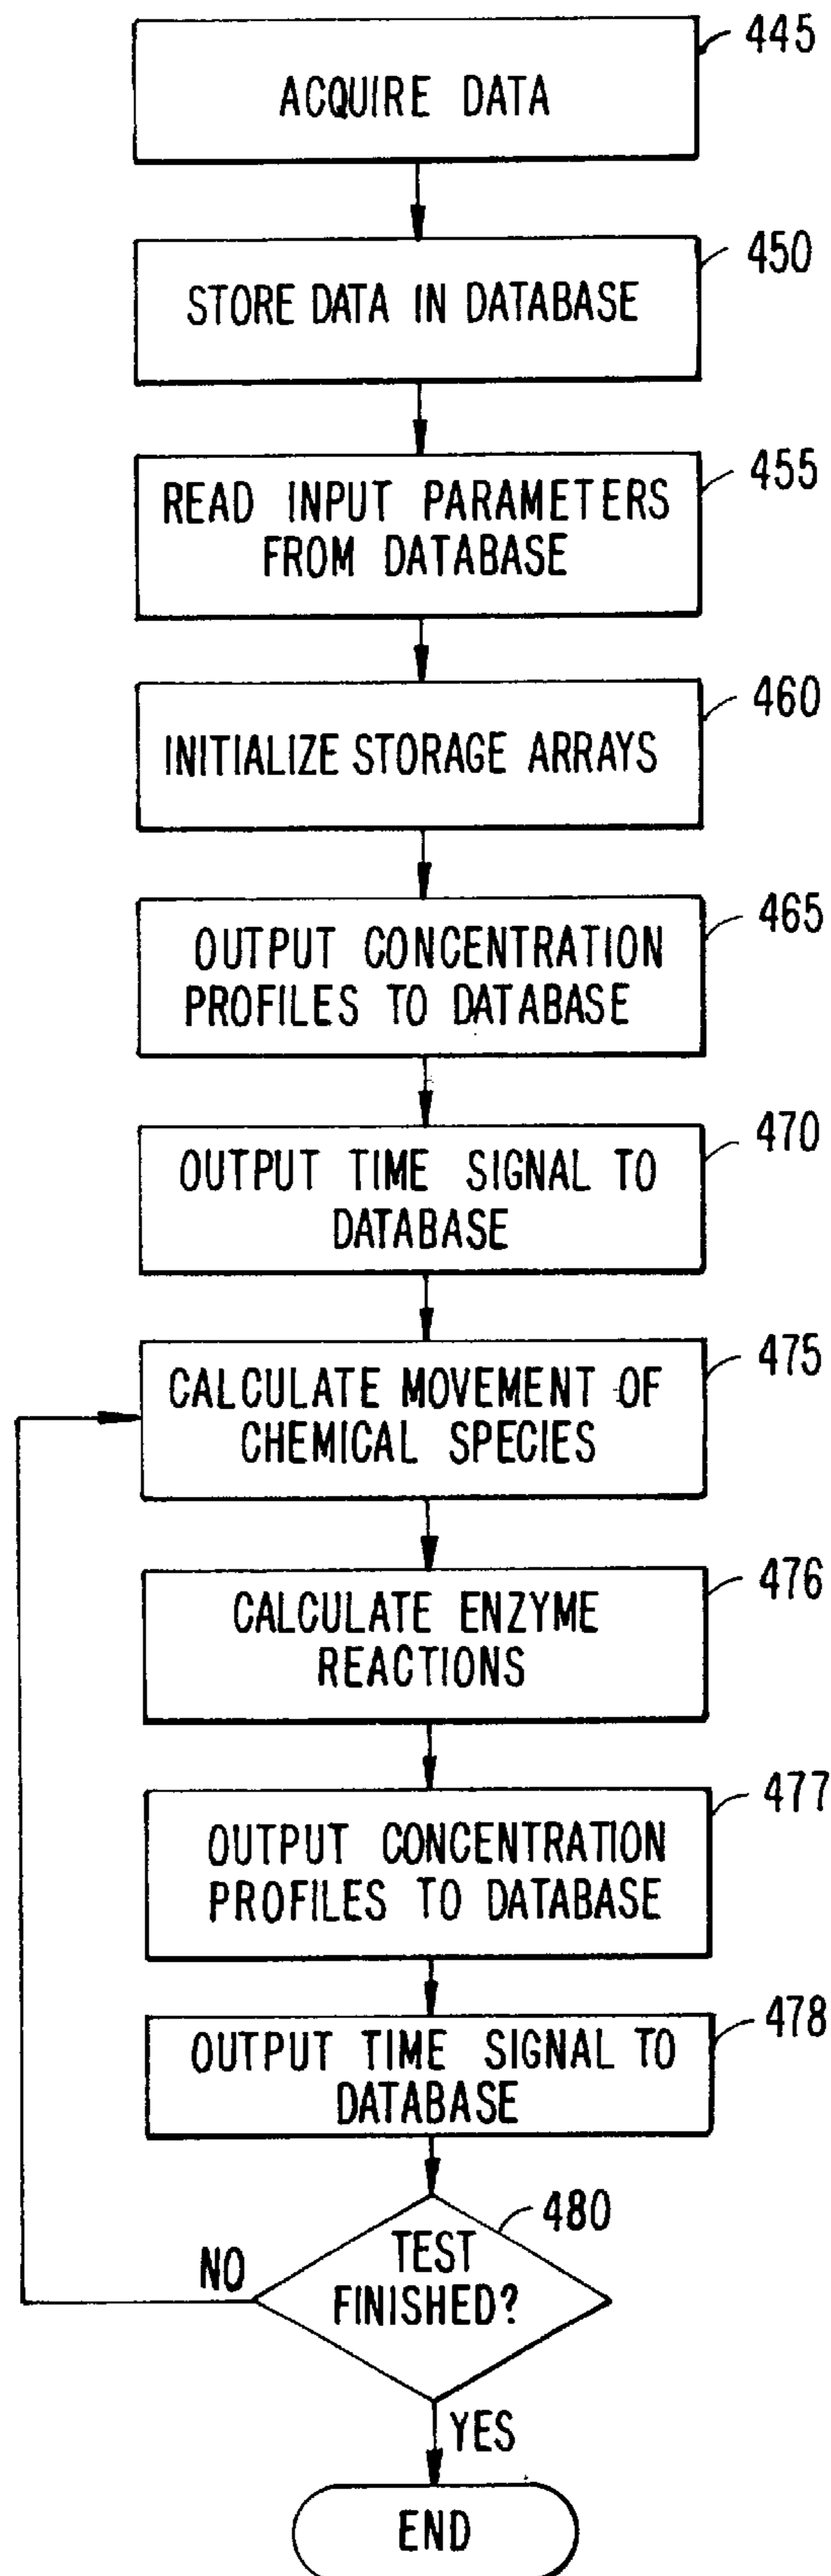 445
ACQUIRE DATA
450
STORE DATA IN DATABASE
455
READ INPUT PARAMETERS
FROM DATABASE
460
INITIALIZE STORAGE ARRAYS
465
OUTPUT CONCENTRATION
PROFILES TO DATABASE
470
OUTPUT TIME SIGNAL TO
DATABASE
475
CALCULATE MOVEMENT OF
CHEMICAL SPECIES
476
CALCULATE ENZYME
REACTIONS
477
OUTPUT CONCENTRATION
PROFILES TO DATABASE
478
OUTPUT TIME SIGNAL TO
DATABASE
480
TEST
FINISHED?
NO
YES
END